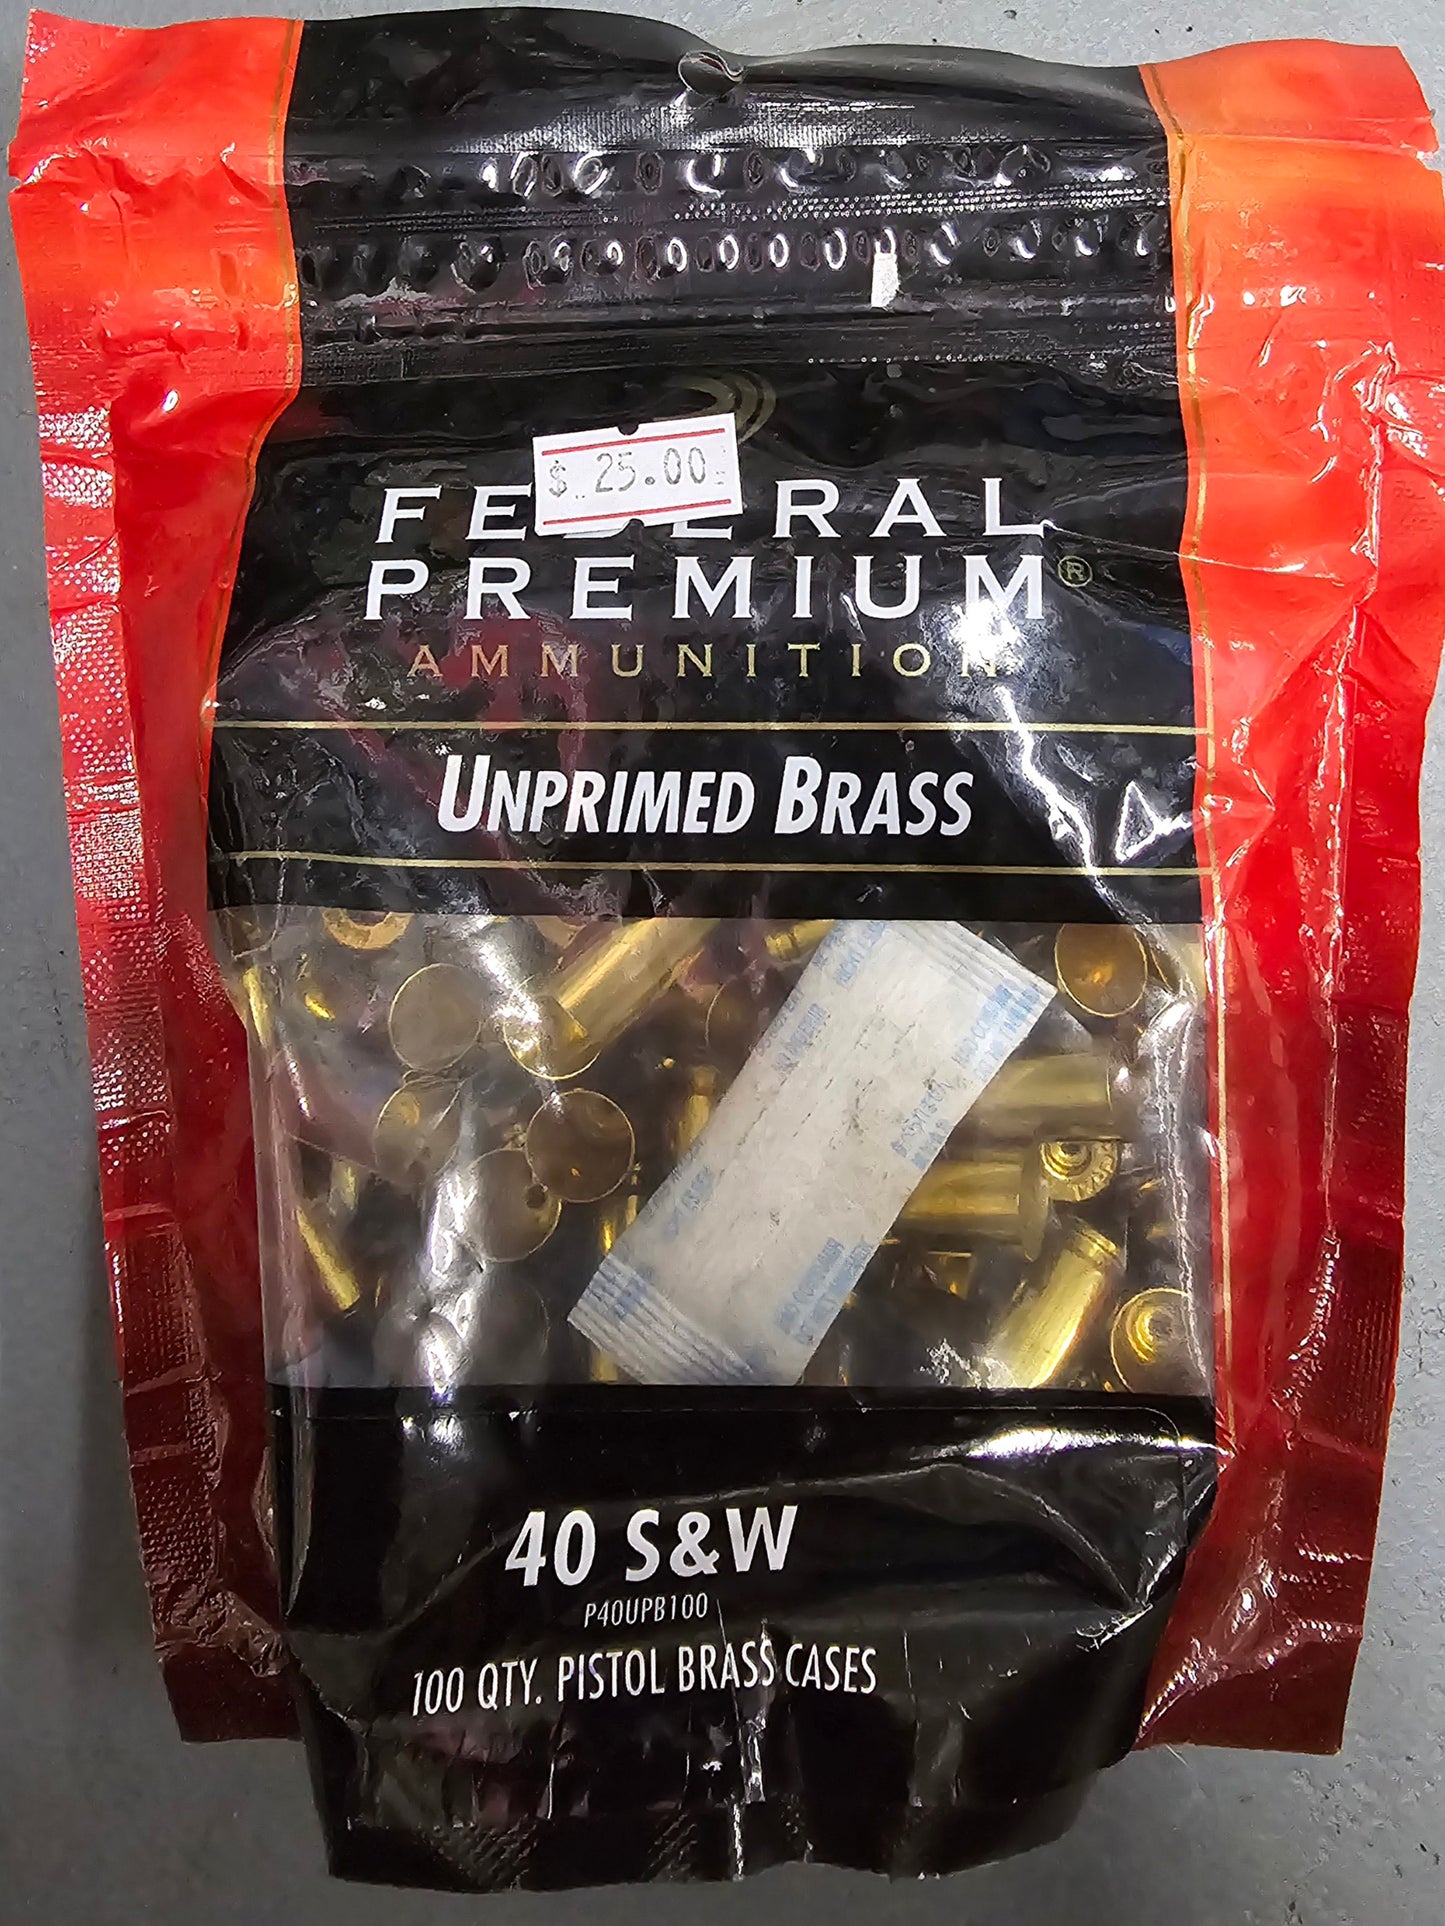 $ 25.00
FEDERAL
PREMIUM®
AMMUNITION
UNPRIMED BRASS
40 S&W
P40UPB100
100 QTY. PISTOL BRASS CASES